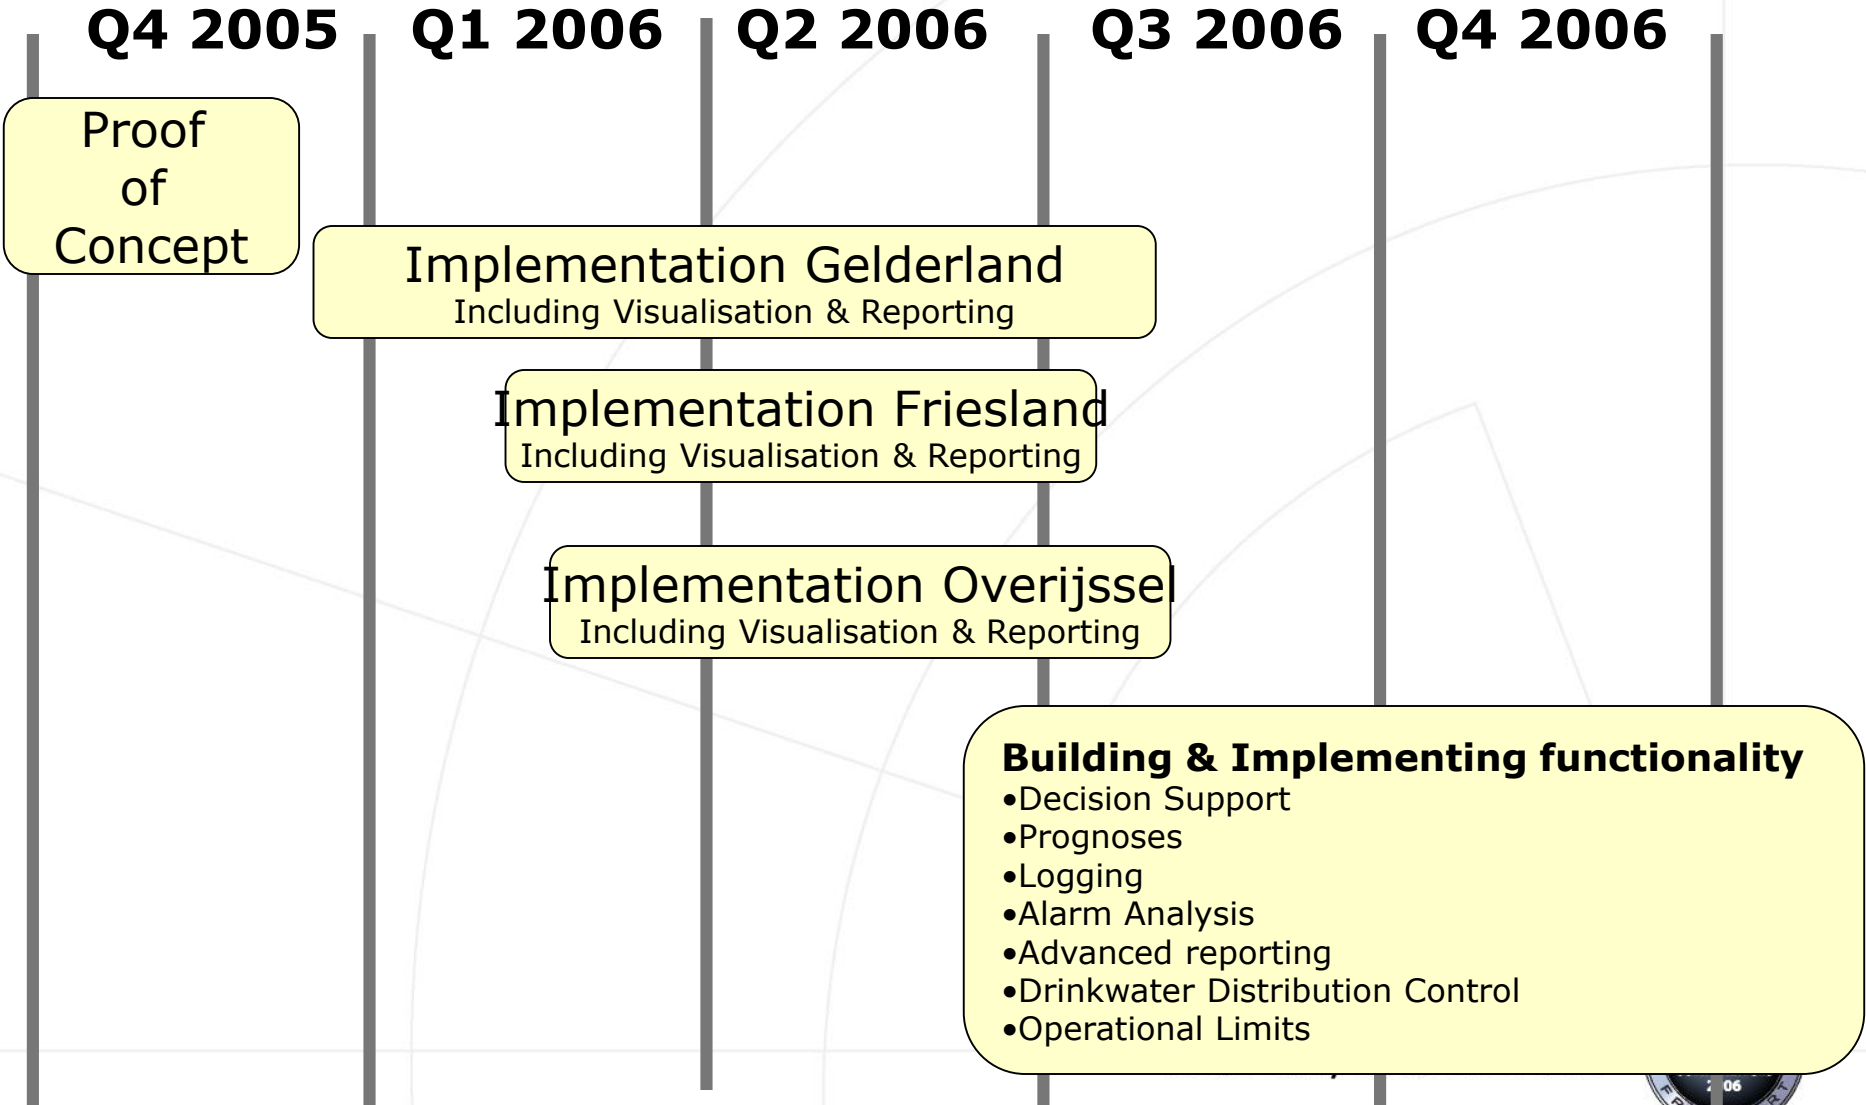 Q4 2005 Q1 2006 Q2 2006 Q3 2006 Q4 2006
Proof
of
Concept
Implementation Gelderland
Including Visualisation & Reporting
Implementation Friesland
Including Visualisation & Reporting
Implementation Overijssel
Including Visualisation & Reporting
Building & Implementing functionality
•Decision Support
•Prognoses
•Logging
•Alarm Analysis
•Advanced reporting
•Drinkwater Distribution Control
•Operational Limits